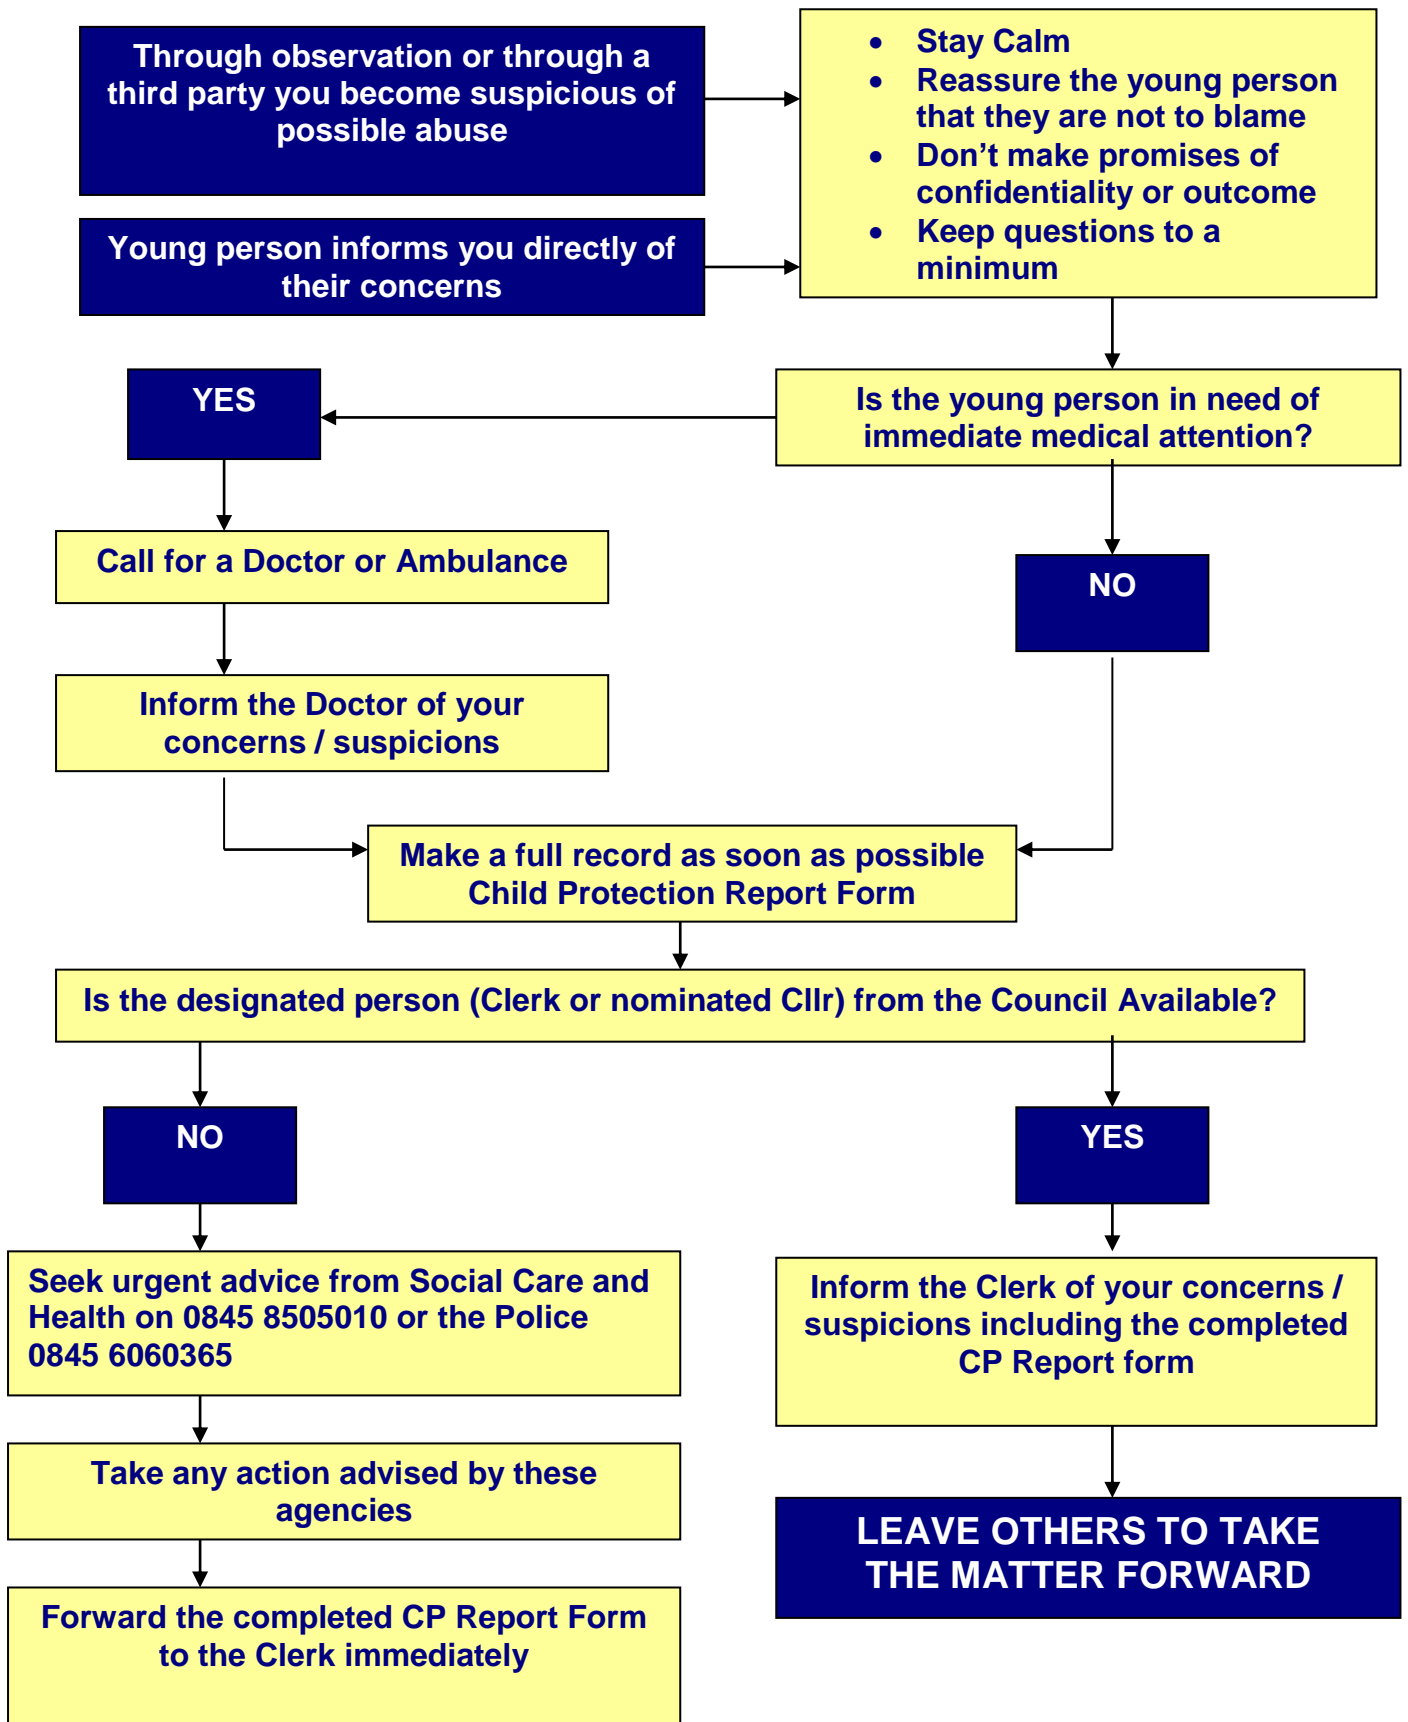 Through observation or through a
third party you become suspicious of
possible abuse
• Stay Calm
• Reassure the young person
that they are not to blame
• Don’t make promises of
confidentiality or outcome
• Keep questions to a
minimum
Young person informs you directly of
their concerns
YES
Is the young person in need of
immediate medical attention?
Call for a Doctor or Ambulance
NO
Inform the Doctor of your
concerns / suspicions
Make a full record as soon as possible
Child Protection Report Form
Is the designated person (Clerk or nominated Cllr) from the Council Available?
NO
YES
Seek urgent advice from Social Care and
Health on 0845 8505010 or the Police
0845 6060365
Inform the Clerk of your concerns /
suspicions including the completed
CP Report form
Take any action advised by these
agencies
LEAVE OTHERS TO TAKE
THE MATTER FORWARD
Forward the completed CP Report Form
to the Clerk immediately